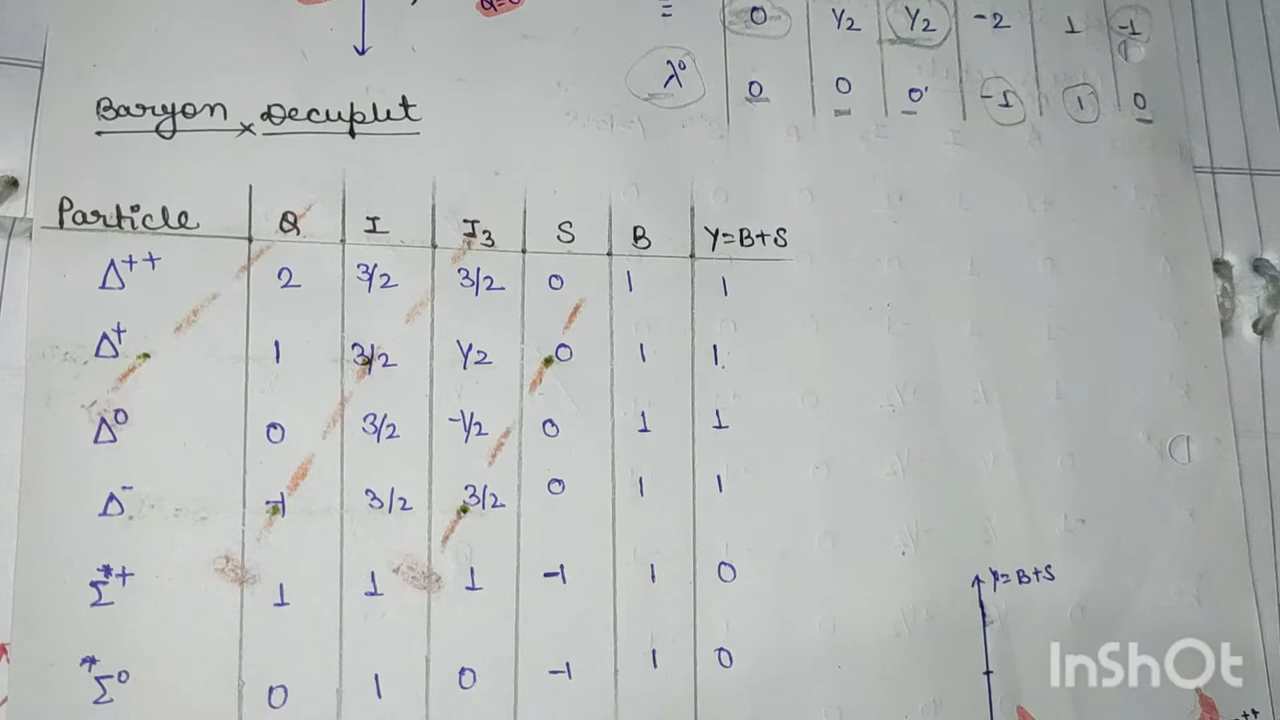 Q=0
Ξ 0 1/2 1/2 -2 1 -1
λ⁰ 0 0 0 -1 1 0
Baryon × Decuplet
Particle Q I I₃ S B Y=B+S
Δ⁺⁺ 2 3/2 3/2 0 1 1
Δ⁺ 1 3/2 1/2 0 1 1
Δ⁰ 0 3/2 -1/2 0 1 1
Δ⁻ -1 3/2 3/2 0 1 1
Σ*⁺ 1 1 1 -1 1 0
*Σ⁰ 0 1 0 -1 1 0
Y=B+S
InShOt